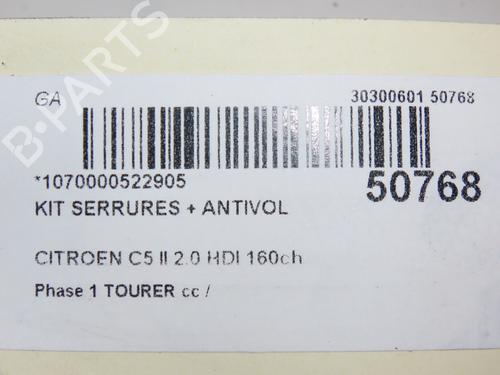 GA
30300601 50768
*1070000522905
50768
KIT SERRURES + ANTIVOL
CITROEN C5 II 2.0 HDI 160ch
Phase 1 TOURER cc /
B-PARTS